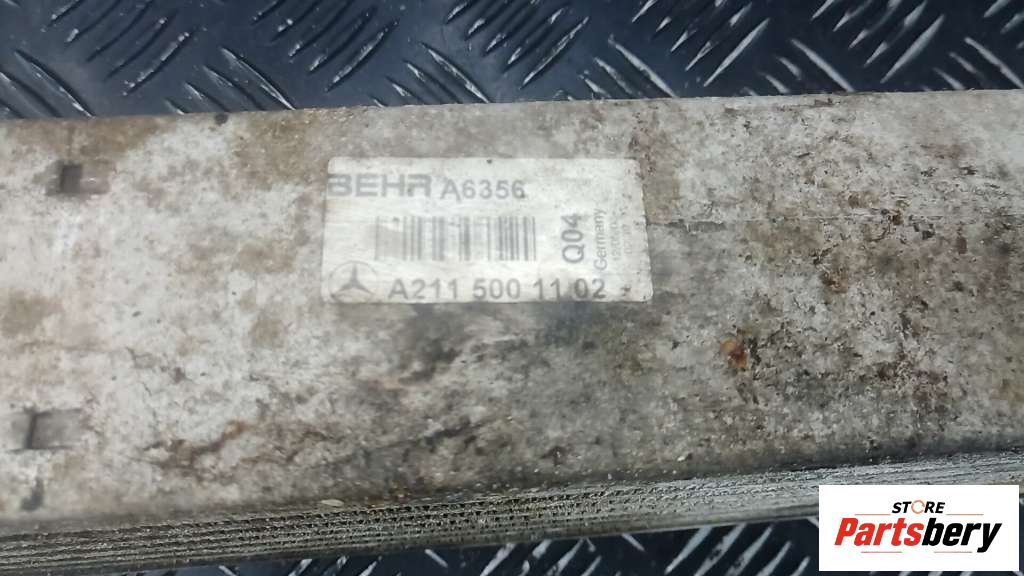 BEHR A6356
Q04
Germany
A211 500 11 02
STORE
Partsbery